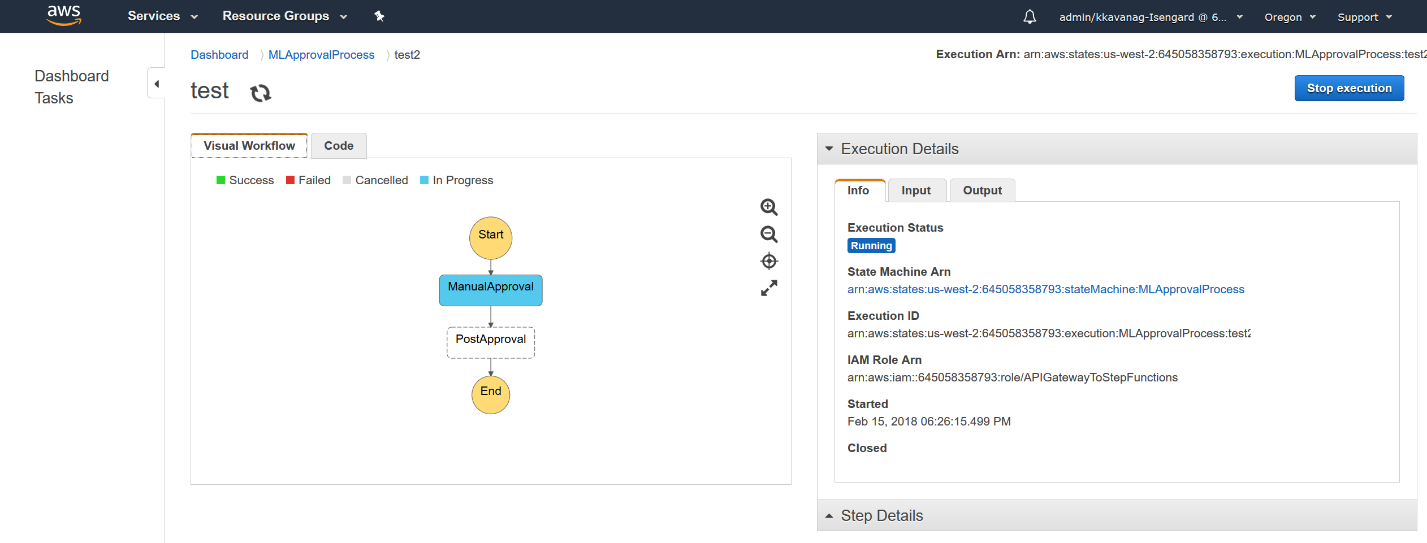 aws Services Resource Groups admin/kkavanag-Isengard @ 6... Oregon Support
Dashboard
Tasks
Dashboard MLApprovalProcess test2
Execution Arn: arn:aws:states:us-west-2:645058358793:execution:MLApprovalProcess:test2
test
Stop execution
Visual Workflow Code
Success Failed Cancelled In Progress
Start
ManualApproval
PostApproval
End
Execution Details
Info Input Output
Execution Status
Running
State Machine Arn
arn:aws:states:us-west-2:645058358793:stateMachine:MLApprovalProcess
Execution ID
arn:aws:states:us-west-2:645058358793:execution:MLApprovalProcess:test2
IAM Role Arn
arn:aws:iam::645058358793:role/APIGatewayToStepFunctions
Started
Feb 15, 2018 06:26:15.499 PM
Closed
Step Details